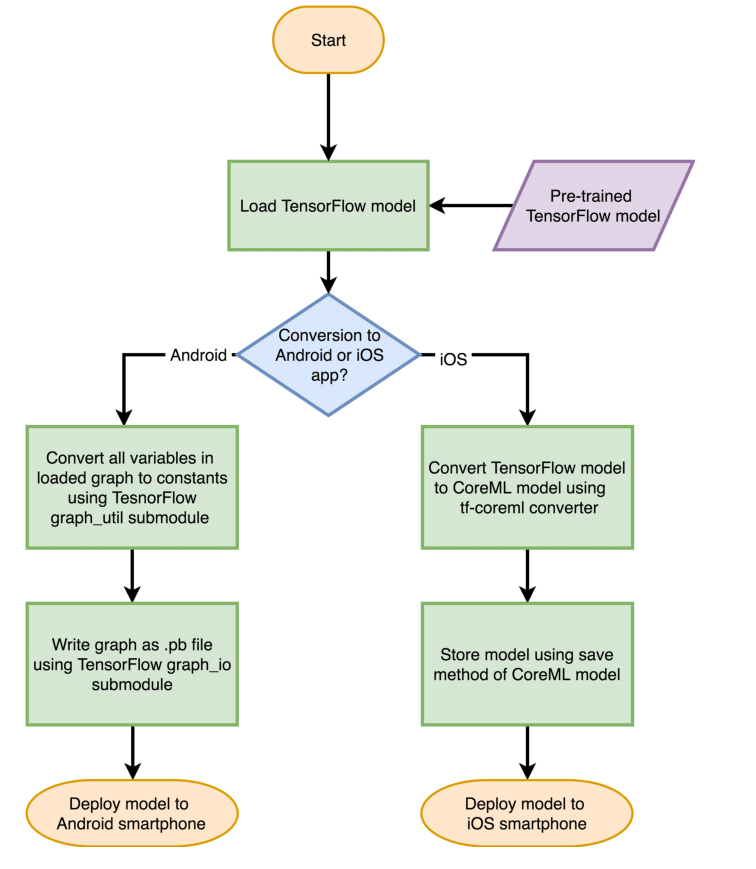 Start
Load TensorFlow model
Pre-trained
TensorFlow model
Conversion to
Android or iOS
app?
Android
iOS
Convert all variables in
loaded graph to constants
using TesnorFlow
graph_util submodule
Convert TensorFlow model
to CoreML model using
tf-coreml converter
Write graph as .pb file
using TensorFlow graph_io
submodule
Store model using save
method of CoreML model
Deploy model to
Android smartphone
Deploy model to
iOS smartphone